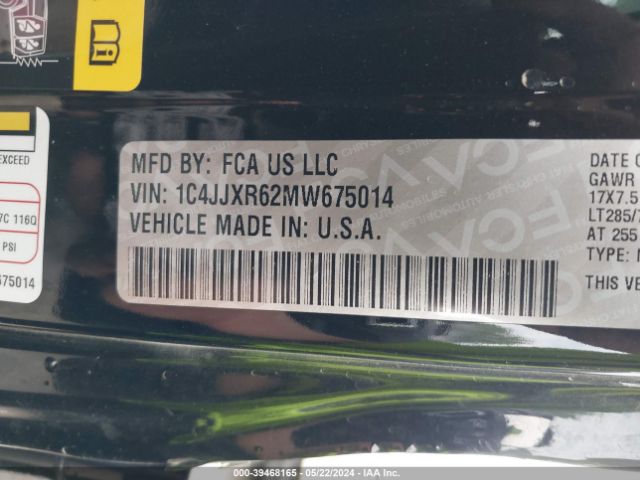 MFD BY: FCA US LLC
VIN: 1C4JJXR62MW675014
VEHICLE MADE IN: U.S.A.
EXCEED
7C 116Q
PSI
675014
DATE O
GAWR
17X7.5
LT285/7
AT 255
TYPE:
THIS VE
000-39468165 - 05/22/2024 - IAA Inc.